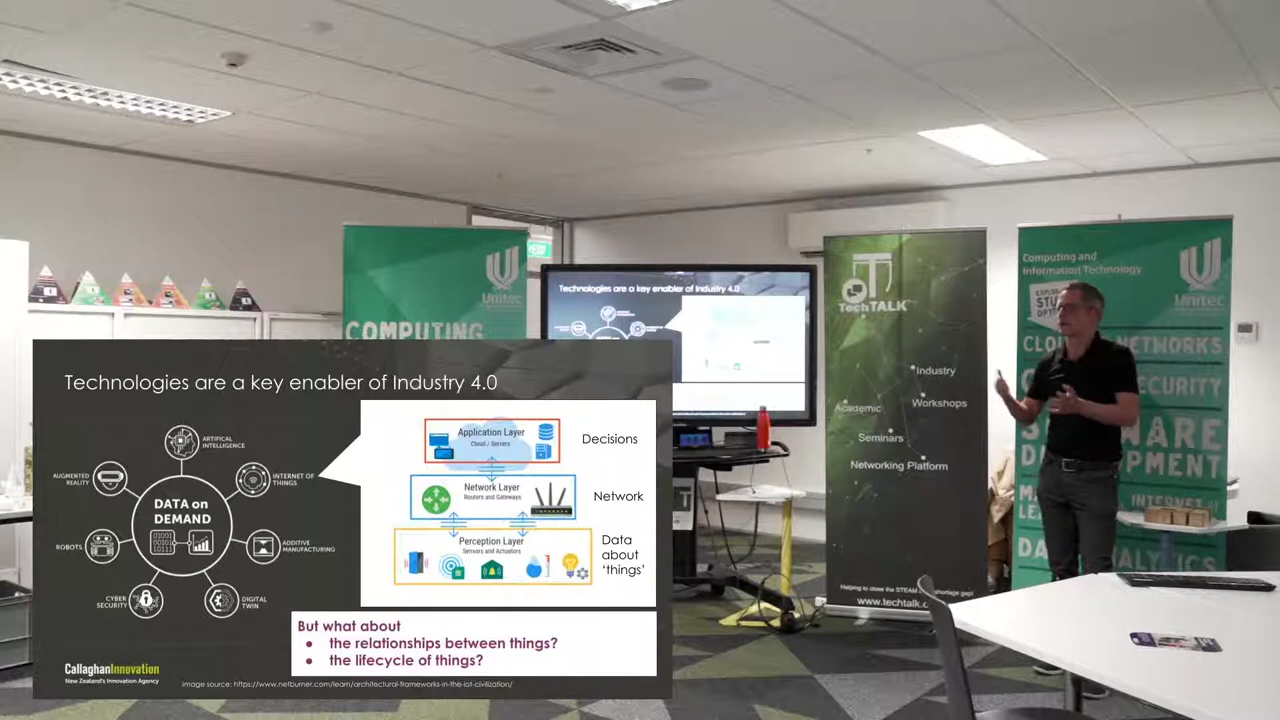 Technologies are a key enabler of Industry 4.0
Unitec
COMPUTING
TechTALK
Industry
Academic
Workshops
Seminars
Networking Platform
www.techtalk.
Computing and
Information Technology
Unitec
NETWORKS
SECURITY
INTERNET
Technologies are a key enabler of Industry 4.0
ARTIFICIAL
INTELLIGENCE
AUGMENTED
REALITY
INTERNET OF
THINGS
DATA on
DEMAND
01001
001010
10111
ROBOTS
ADDITIVE
MANUFACTURING
CYBER
SECURITY
DIGITAL
TWIN
Application Layer
Cloud / Servers
Decisions
Network Layer
Routers and Gateways
Network
Perception Layer
Sensors and Actuators
Data
about
‘things’
But what about
● the relationships between things?
● the lifecycle of things?
CallaghanInnovation
New Zealand's Innovation Agency
Image source: https://www.netburner.com/learn/architectural-frameworks-in-the-iot-civilization/